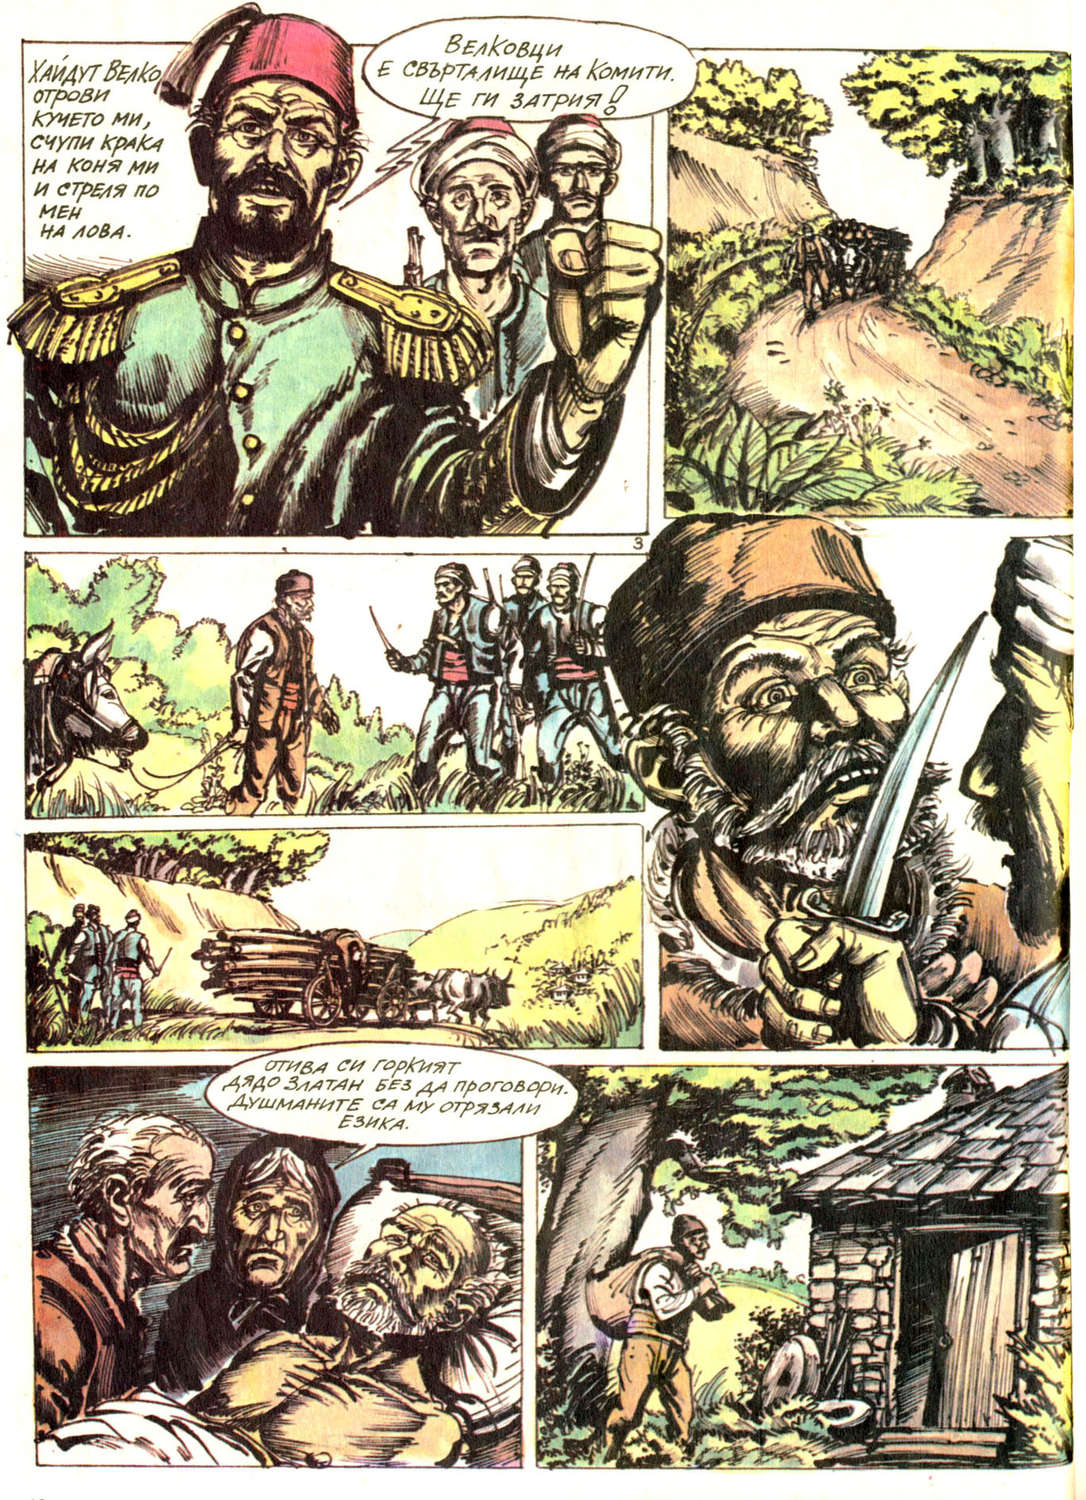 ХАЙДУТ ВЕЛКО
ОТРОВИ
КУЧЕТО МИ,
СЧУПИ КРАКА
НА КОНЯ МИ
И СТРЕЛЯ ПО
МЕН
НА ЛОВА.
ВЕЛКОВЦИ
Е СВЪРТАЛИЩЕ НА КОМИТИ.
ЩЕ ГИ ЗАТРИЯ!
3
ОТИВА СИ ГОРКИЯТ
ДЯДО ЗЛАТАН БЕЗ ДА ПРОГОВОРИ.
ДУШМАНИТЕ СА МУ ОТРЯЗАЛИ
ЕЗИКА.